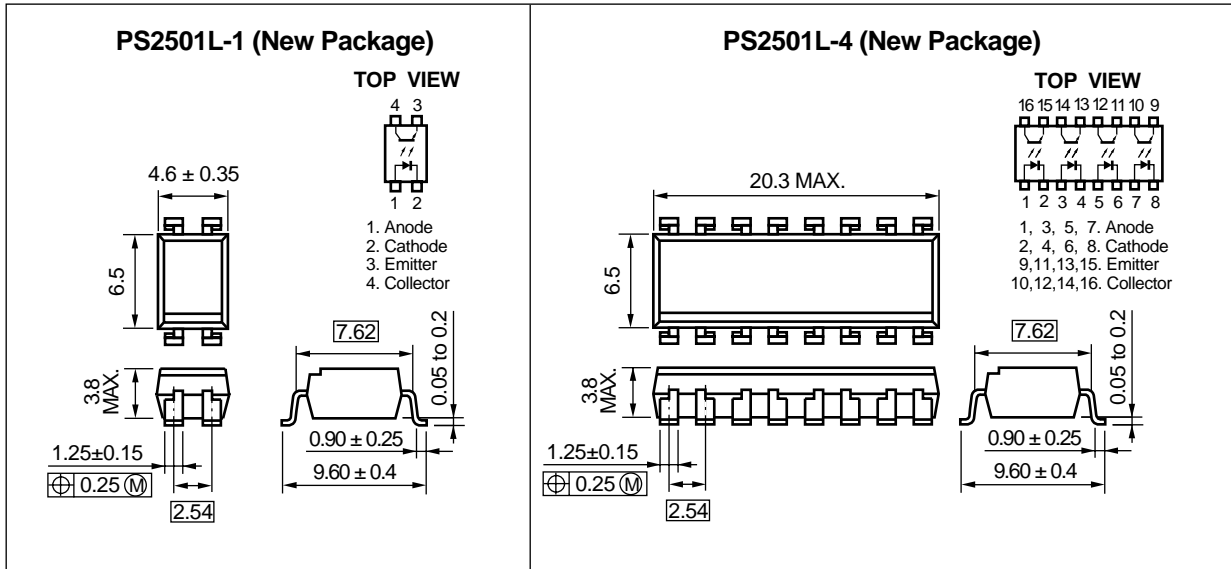 PS2501L-1 (New Package)
TOP VIEW
4 3
4.6 ± 0.35
1 2
1. Anode
2. Cathode
3. Emitter
4. Collector
6.5
7.62
0.05 to 0.2
3.8
MAX.
1.25±0.15
0.90 ± 0.25
0.25 M
9.60 ± 0.4
2.54
PS2501L-4 (New Package)
TOP VIEW
16 15 14 13 12 11 10 9
20.3 MAX.
1 2 3 4 5 6 7 8
1, 3, 5, 7. Anode
2, 4, 6, 8. Cathode
9,11,13,15. Emitter
10,12,14,16. Collector
6.5
7.62
0.05 to 0.2
3.8
MAX.
1.25±0.15
0.90 ± 0.25
0.25 M
9.60 ± 0.4
2.54